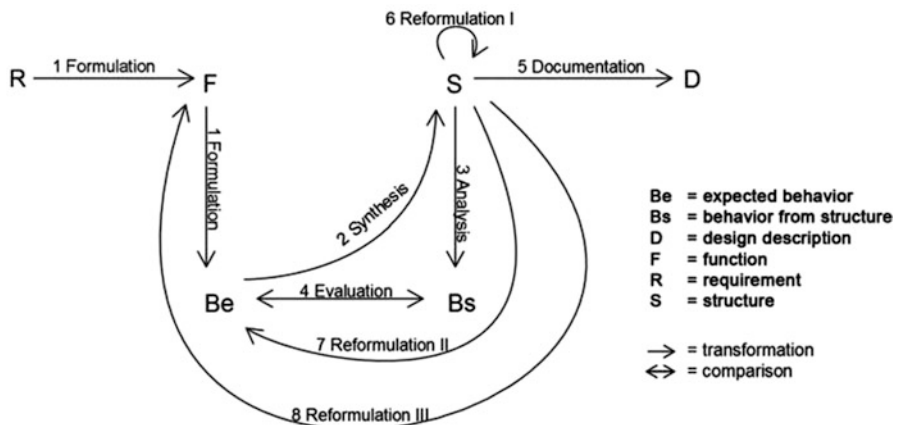 6 Reformulation I
R
1 Formulation
F
S
5 Documentation
D
1 Formulation
2 Synthesis
3 Analysis
Be
4 Evaluation
Bs
7 Reformulation II
8 Reformulation III
Be = expected behavior
Bs = behavior from structure
D = design description
F = function
R = requirement
S = structure
= transformation
= comparison